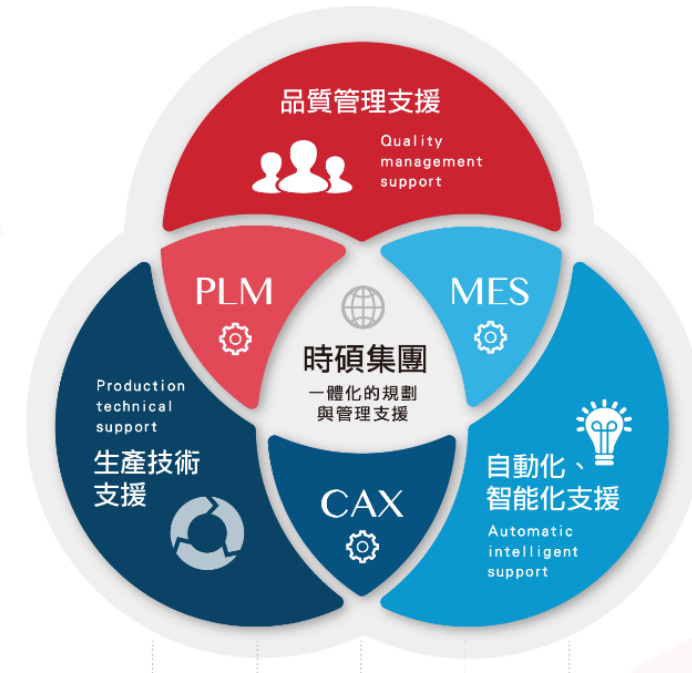 品質管理支援
Quality
management
support
PLM
MES
時碩集團
一體化的規劃
與管理支援
Production
technical
support
生產技術
支援
CAX
自動化、
智能化支援
Automatic
intelligent
support